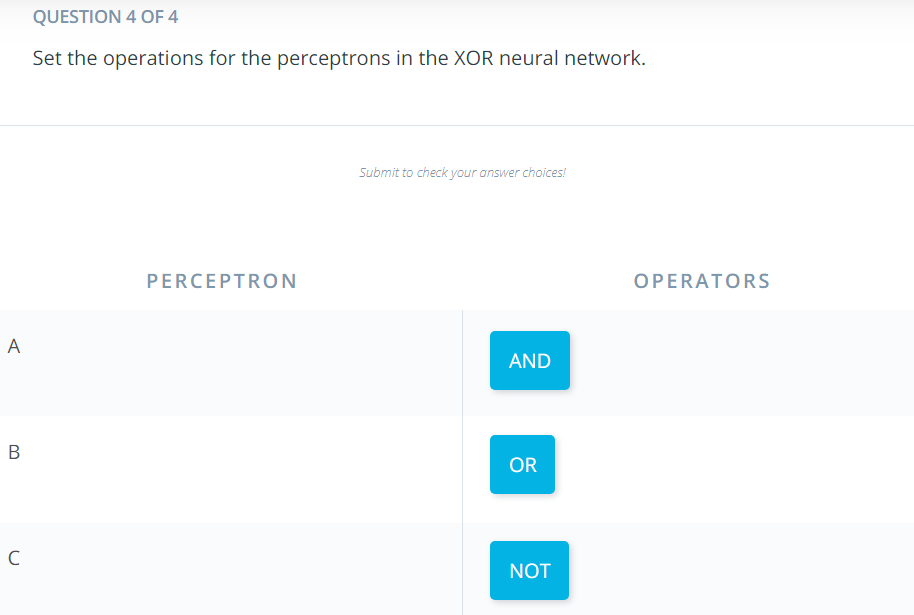 QUESTION 4 OF 4
Set the operations for the perceptrons in the XOR neural network.
Submit to check your answer choices!
PERCEPTRON OPERATORS
A AND
B OR
C NOT